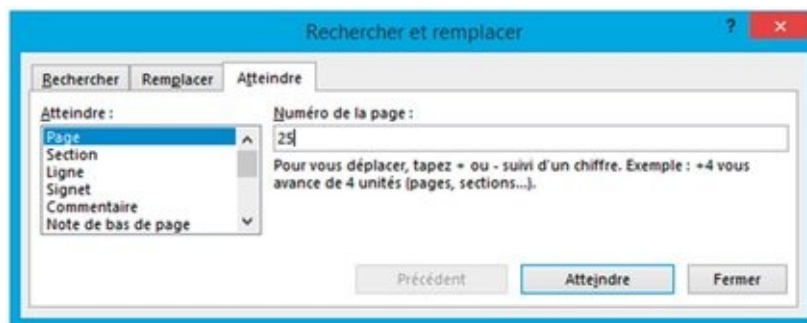 Rechercher et remplacer
? ×
Rechercher Remplacer Atteindre
Atteindre :
Page
Section
Ligne
Signet
Commentaire
Note de bas de page
Numéro de la page :
25
Pour vous déplacer, tapez + ou - suivi d'un chiffre. Exemple : +4 vous
avance de 4 unités (pages, sections...).
Précédent Atteindre Fermer